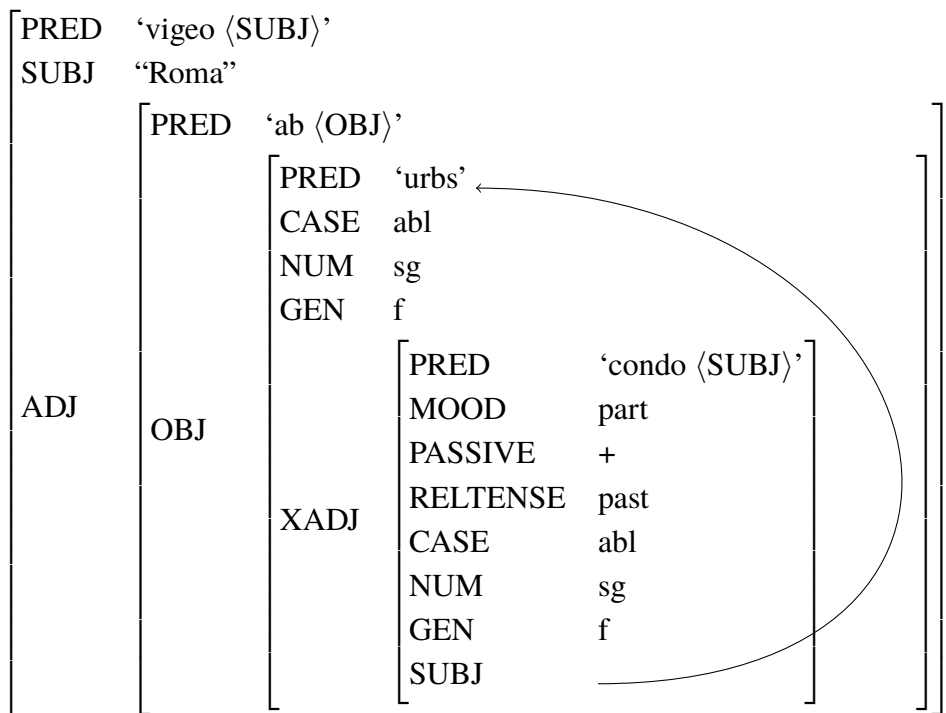 PRED ‘vigeo ⟨SUBJ⟩’
SUBJ “Roma”
PRED ‘ab ⟨OBJ⟩’
PRED ‘urbs’
CASE abl
NUM sg
GEN f
PRED ‘condo ⟨SUBJ⟩’
ADJ
MOOD part
OBJ
PASSIVE +
RELTENSE past
XADJ
CASE abl
NUM sg
GEN f
SUBJ